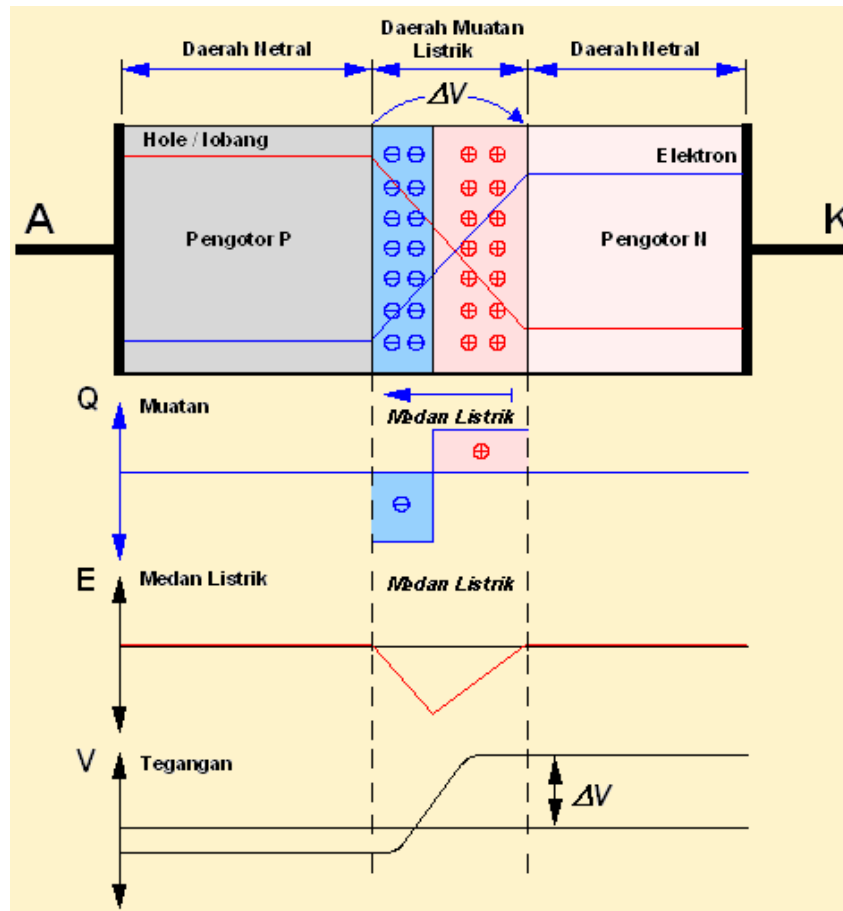 Daerah Netral
Daerah Muatan
Listrik
Daerah Netral
ΔV
Hole / lobang
Elektron
A
Pengotor P
Pengotor N
K
Q
Muatan
Medan Listrik
E
Medan Listrik
Medan Listrik
V
Tegangan
ΔV